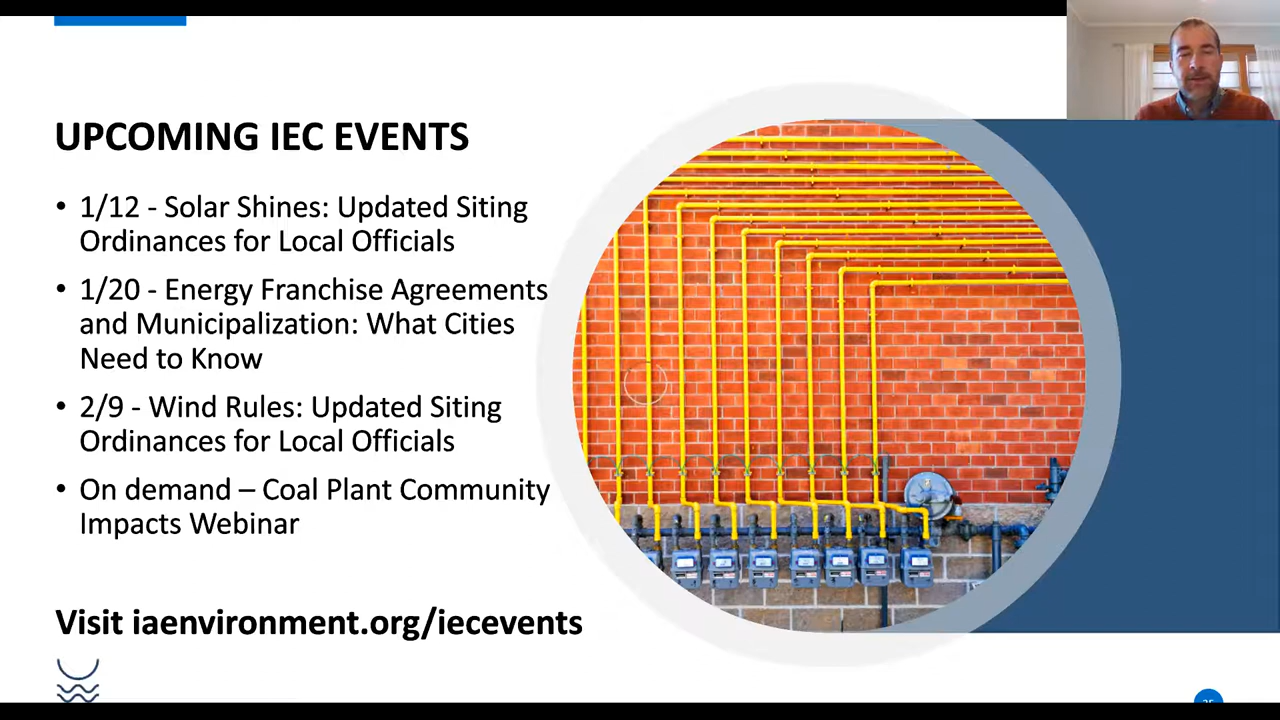 UPCOMING IEC EVENTS
• 1/12 - Solar Shines: Updated Siting
Ordinances for Local Officials
• 1/20 - Energy Franchise Agreements
and Municipalization: What Cities
Need to Know
• 2/9 - Wind Rules: Updated Siting
Ordinances for Local Officials
• On demand – Coal Plant Community
Impacts Webinar
Visit iaenvironment.org/iecevents